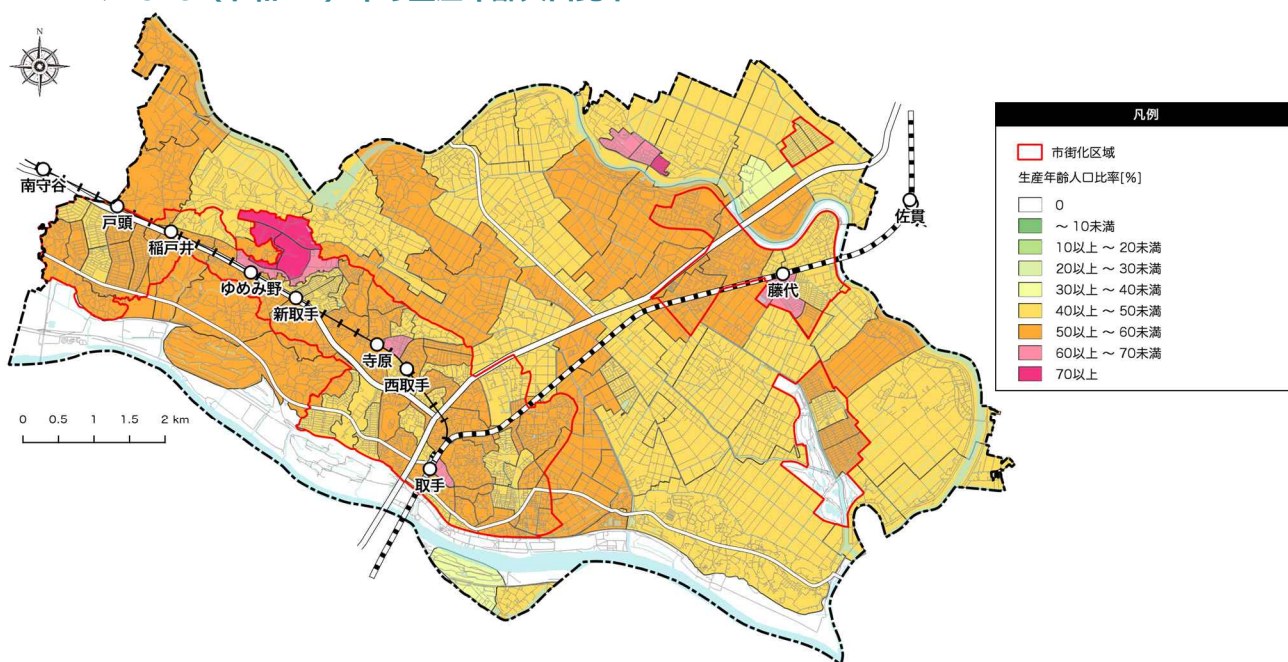 N
南守谷
戸頭
稲戸井
ゆめみ野
新取手
寺原
西取手
取手
藤代
佐貫
0 0.5 1.0 1.5 2 km
凡例
市街化区域
生産年齢人口比率[%]
0
～ 10未満
10以上 ～ 20未満
20以上 ～ 30未満
30以上 ～ 40未満
40以上 ～ 50未満
50以上 ～ 60未満
60以上 ～ 70未満
70以上